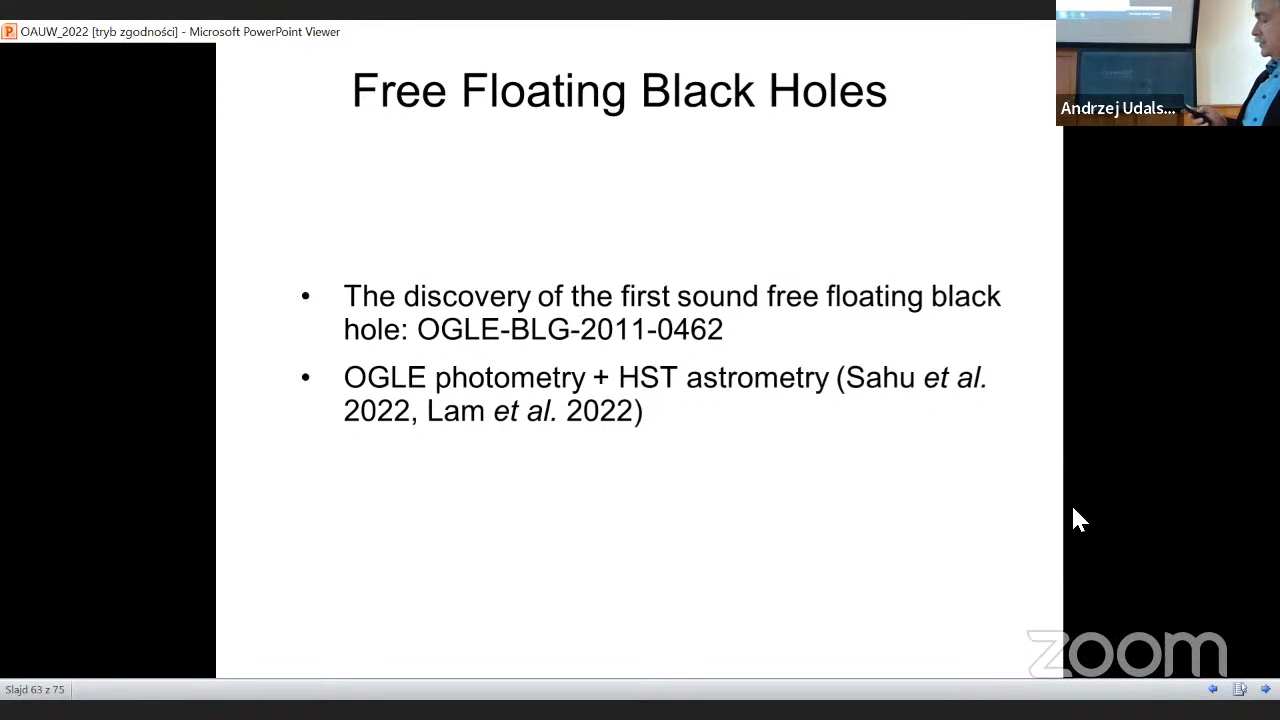 OAUW_2022 [tryb zgodności] - Microsoft PowerPoint Viewer
Andrzej Udals...
Free Floating Black Holes
• The discovery of the first sound free floating black
hole: OGLE-BLG-2011-0462
• OGLE photometry + HST astrometry (Sahu et al.
2022, Lam et al. 2022)
zoom
Slajd 63 z 75